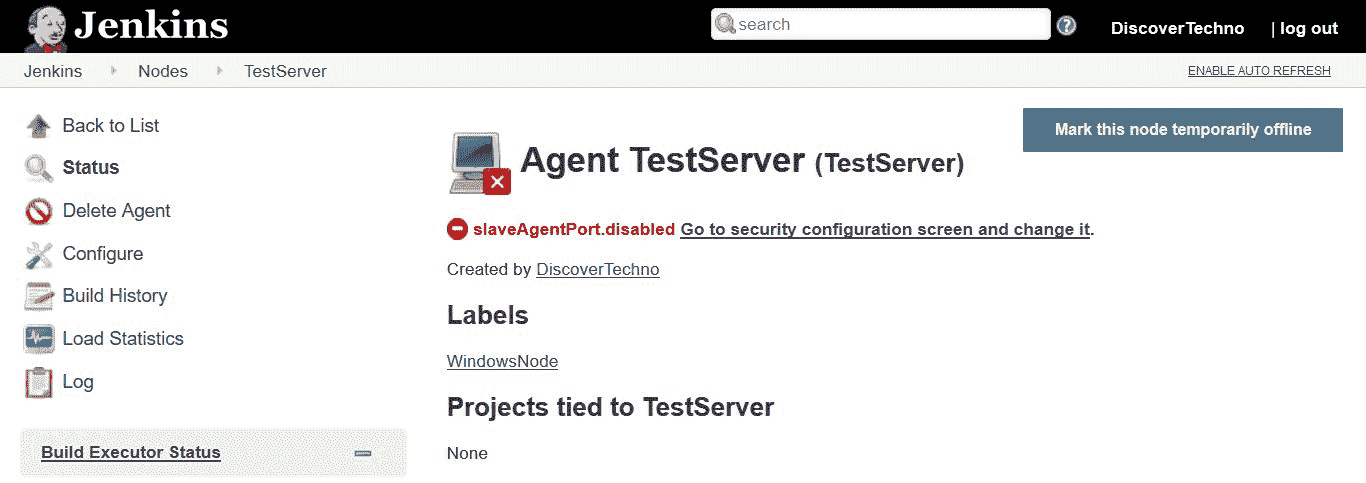 Jenkins
search
DiscoverTechno
| log out
Jenkins Nodes TestServer
ENABLE AUTO REFRESH
Back to List
Status
Delete Agent
Configure
Build History
Load Statistics
Log
Build Executor Status
Mark this node temporarily offline
Agent TestServer (TestServer)
slaveAgentPort.disabled Go to security configuration screen and change it.
Created by DiscoverTechno
Labels
WindowsNode
Projects tied to TestServer
None